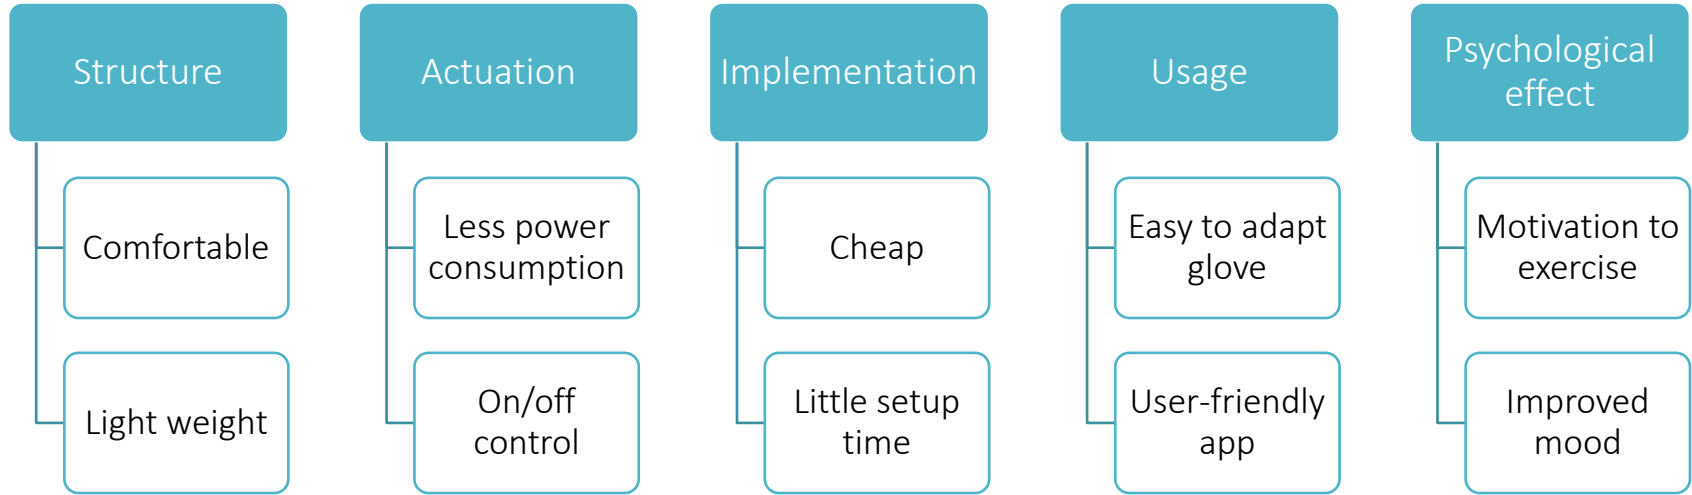 Structure
Comfortable
Light weight
Actuation
Less power
consumption
On/off
control
Implementation
Cheap
Little setup
time
Usage
Easy to adapt
glove
User-friendly
app
Psychological
effect
Motivation to
exercise
Improved
mood